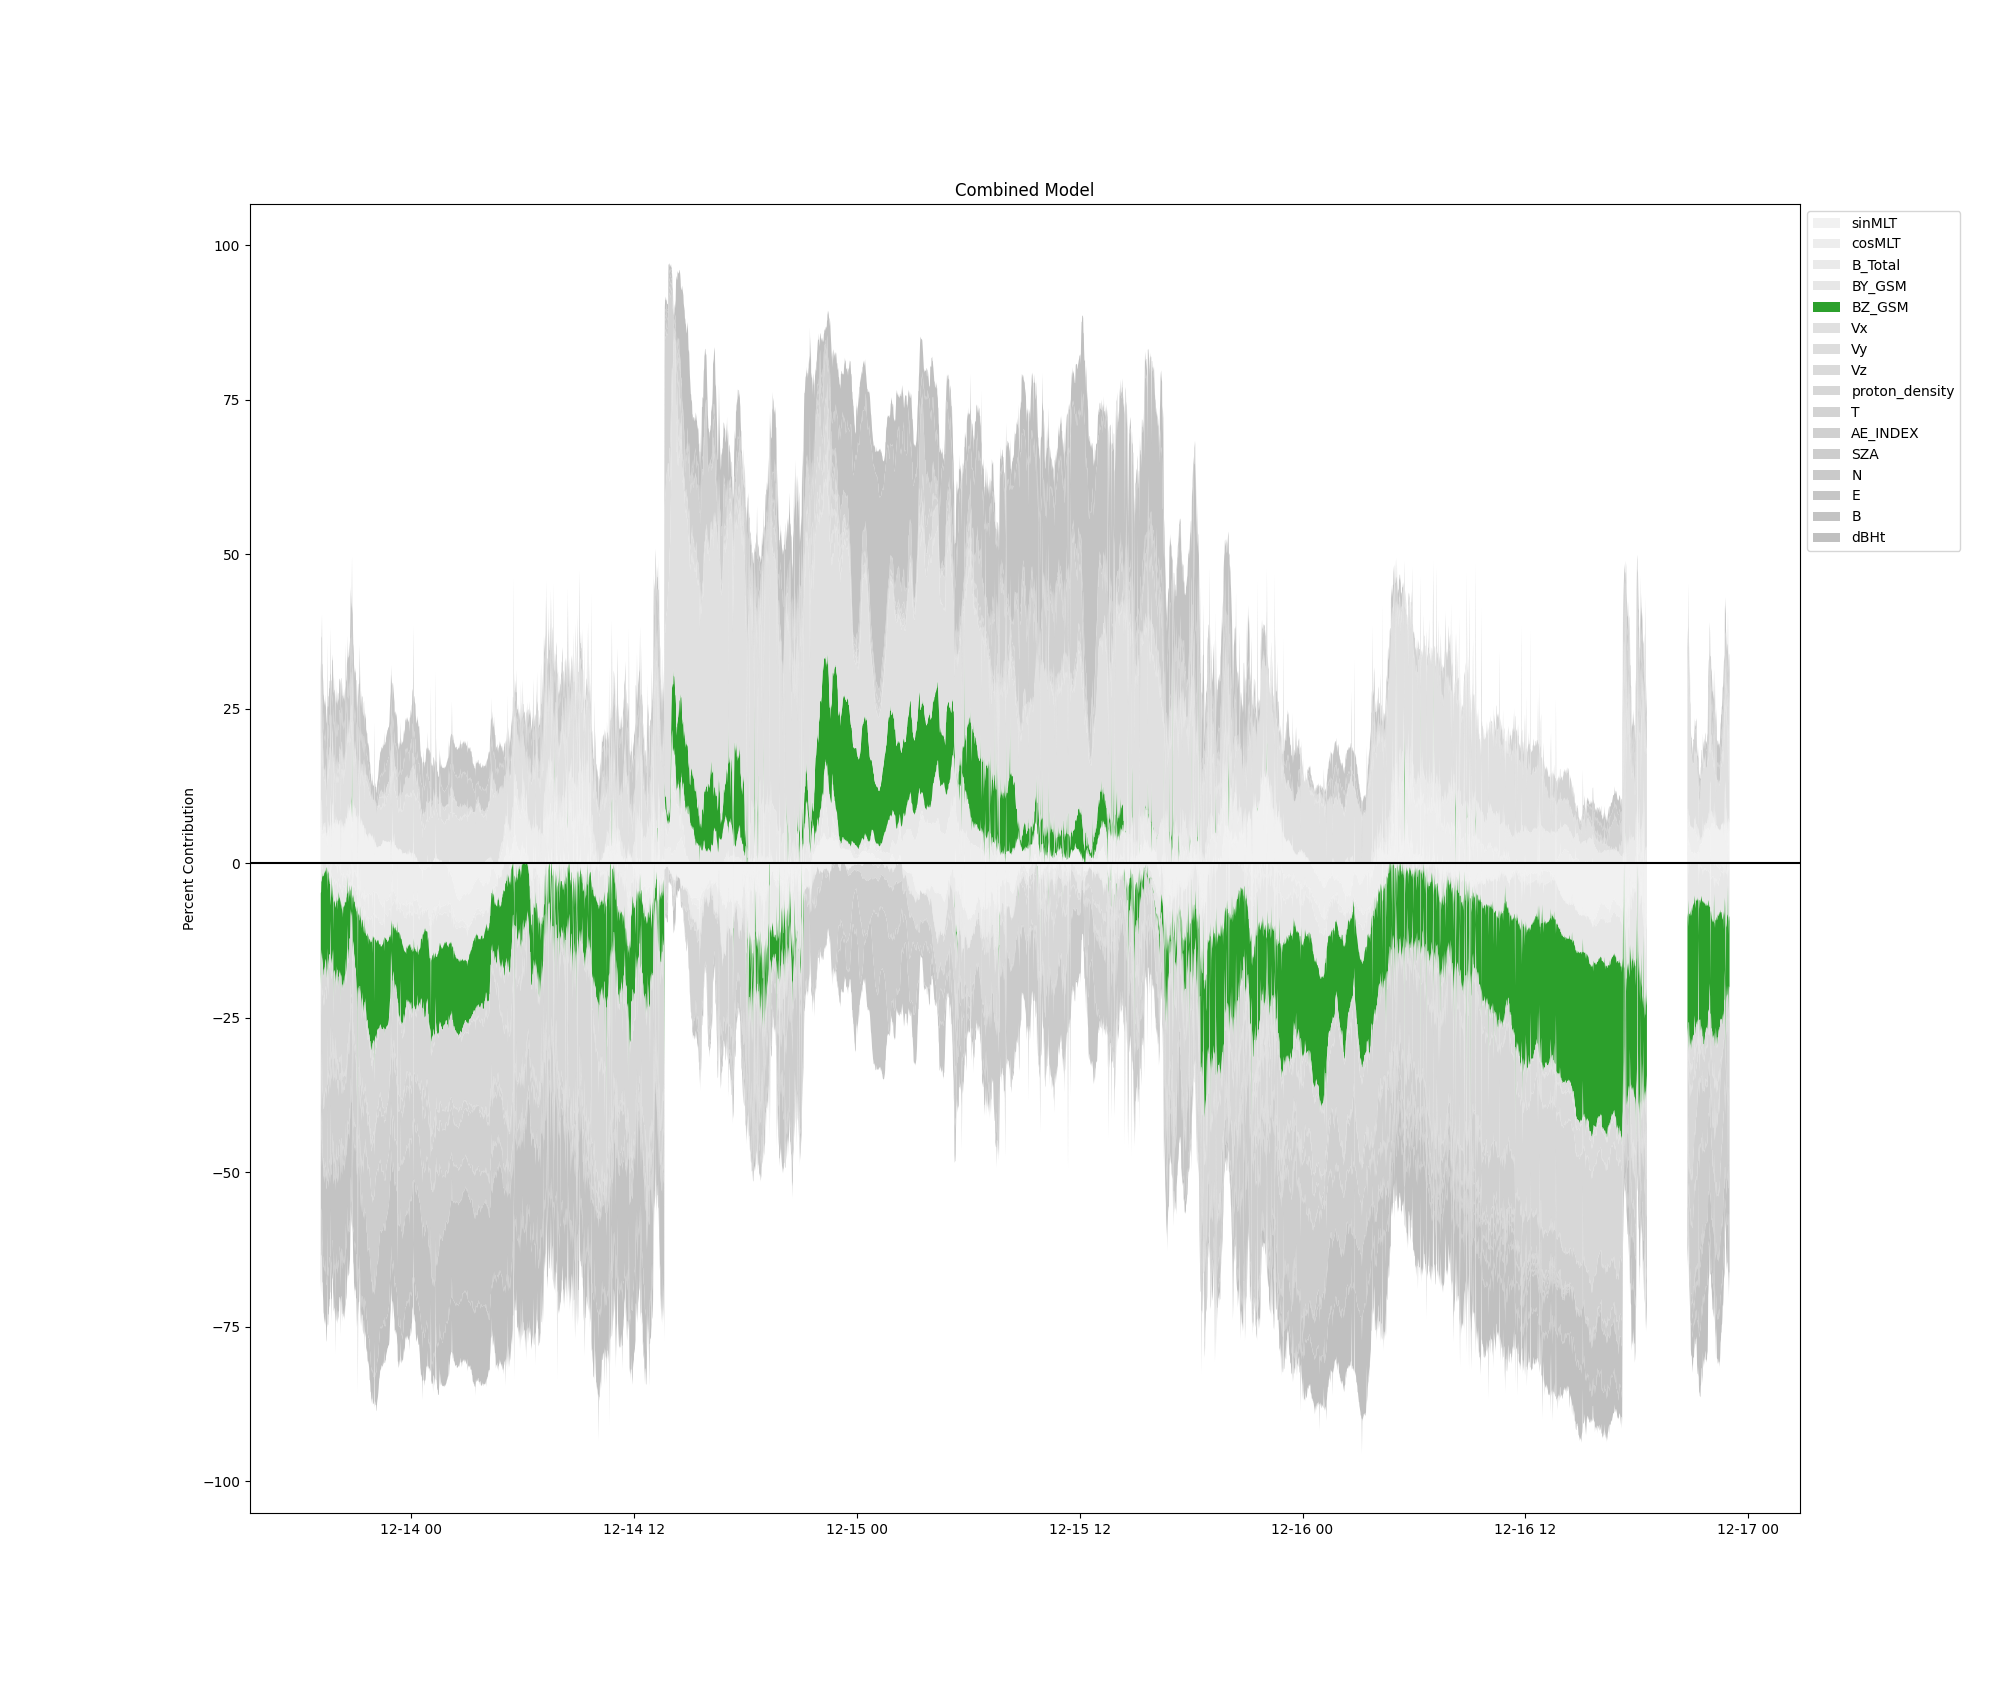 Combined Model
100
75
50
25
0
−25
−50
−75
−100
Percent Contribution
12-14 00
12-14 12
12-15 00
12-15 12
12-16 00
12-16 12
12-17 00
sinMLT
cosMLT
B_Total
BY_GSM
BZ_GSM
Vx
Vy
Vz
proton_density
T
AE_INDEX
SZA
N
E
B
dBHt